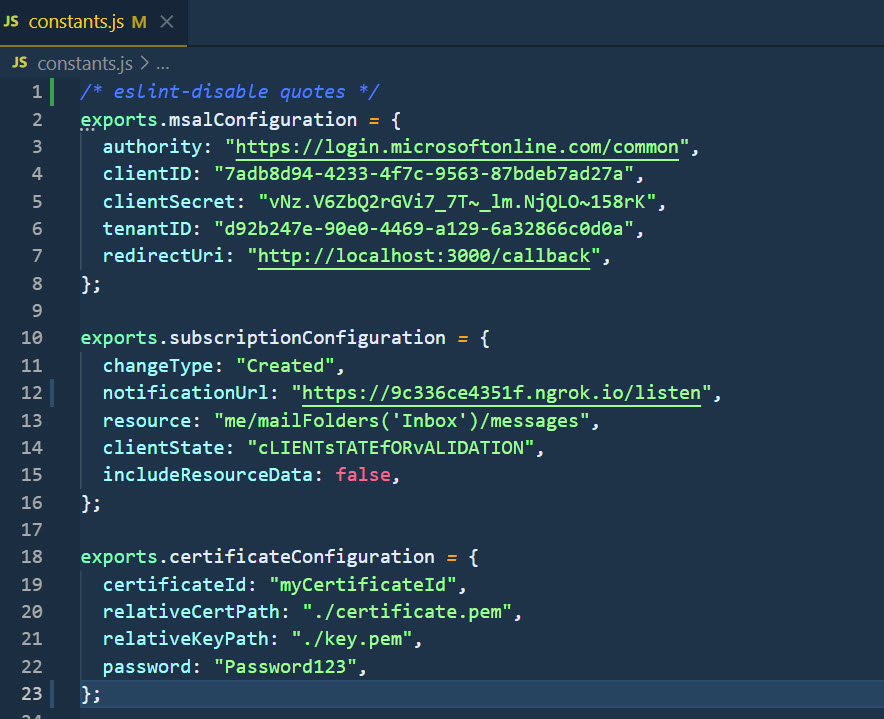 JS constants.js M ×
JS constants.js > ...
1 /* eslint-disable quotes */
2 exports.msalConfiguration = {
3 authority: "https://login.microsoftonline.com/common",
4 clientID: "7adb8d94-4233-4f7c-9563-87bdeb7ad27a",
5 clientSecret: "vNz.V6ZbQ2rGVi7_7T~_lm.NjQLO~158rK",
6 tenantID: "d92b247e-90e0-4469-a129-6a32866c0d0a",
7 redirectUri: "http://localhost:3000/callback",
8 };
9
10 exports.subscriptionConfiguration = {
11 changeType: "Created",
12 notificationUrl: "https://9c336ce4351f.ngrok.io/listen",
13 resource: "me/mailFolders('Inbox')/messages",
14 clientState: "cLIENTsTATEfORvALIDATION",
15 includeResourceData: false,
16 };
17
18 exports.certificateConfiguration = {
19 certificateId: "myCertificateId",
20 relativeCertPath: "./certificate.pem",
21 relativeKeyPath: "./key.pem",
22 password: "Password123",
23 };
24